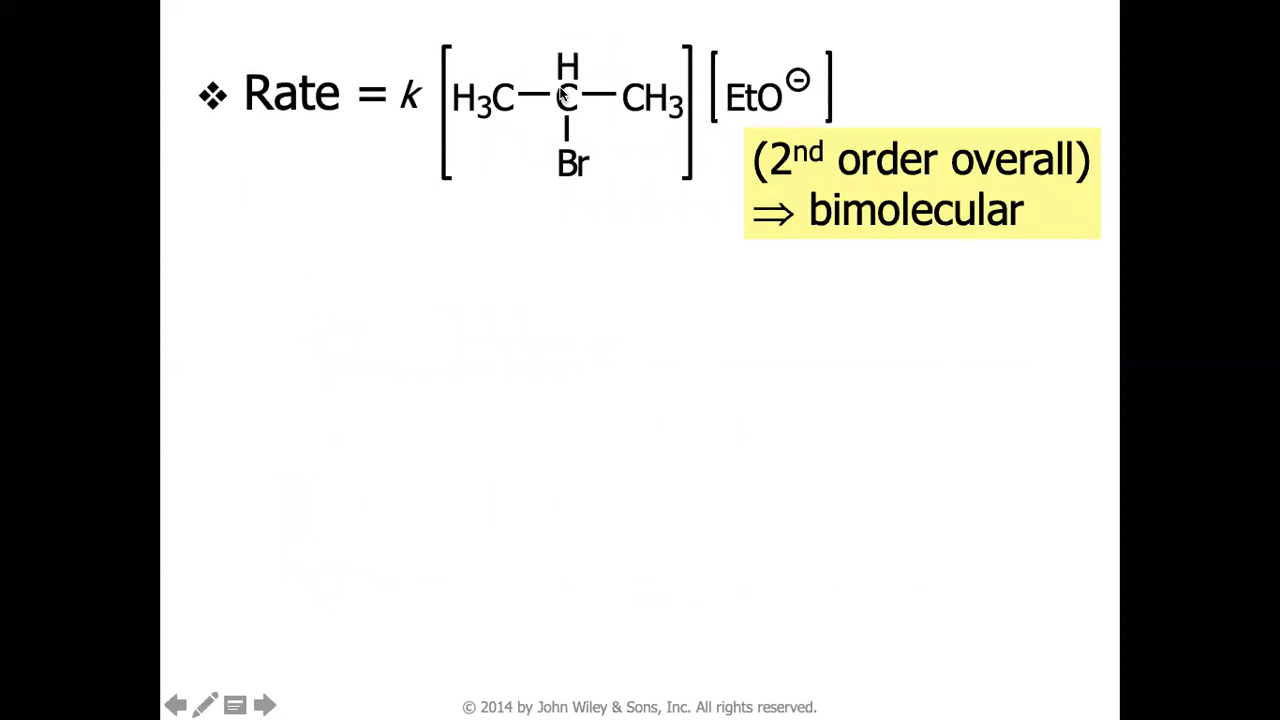 ❖ Rate = k [H₃C—C—CH₃] [EtO⊖]
H
Br
(2ⁿᵈ order overall)
⇒ bimolecular
© 2014 by John Wiley & Sons, Inc. All rights reserved.